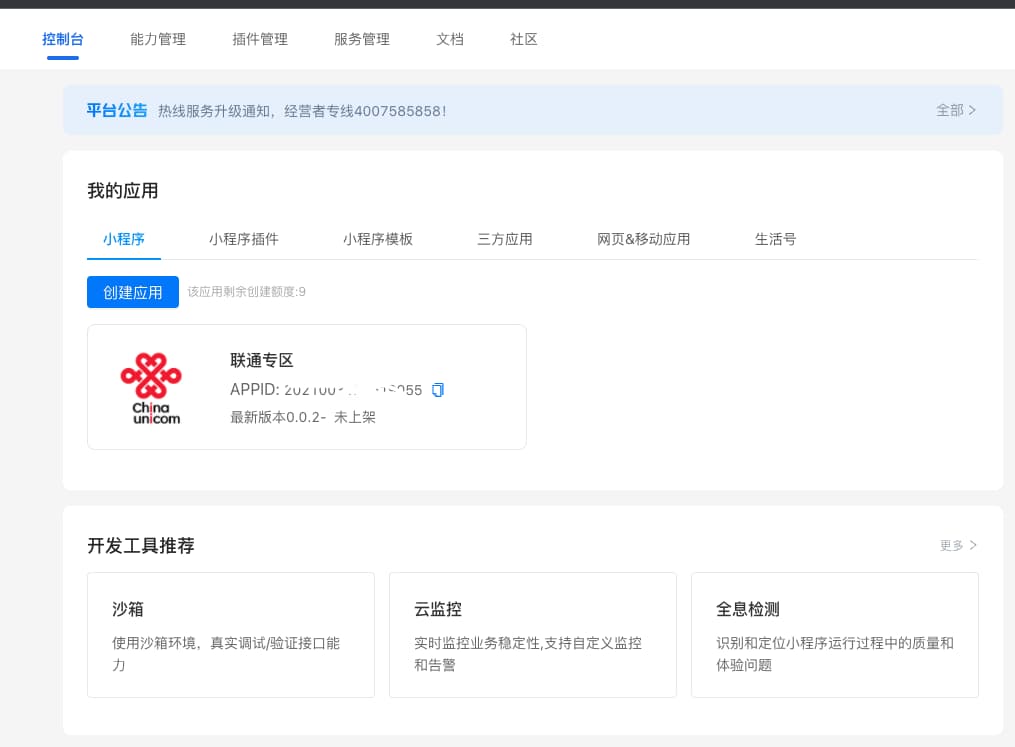 控制台 能力管理 插件管理 服务管理 文档 社区
平台公告 热线服务升级通知，经营者专线4007585858！ 全部 >
我的应用
小程序 小程序插件 小程序模板 三方应用 网页&移动应用 生活号
创建应用 该应用剩余创建额度:9
联通专区
China
unicom
APPID:
最新版本0.0.2- 未上架
开发工具推荐 更多 >
沙箱
使用沙箱环境，真实调试/验证接口能
力
云监控
实时监控业务稳定性,支持自定义监控
和告警
全息检测
识别和定位小程序运行过程中的质量和
体验问题